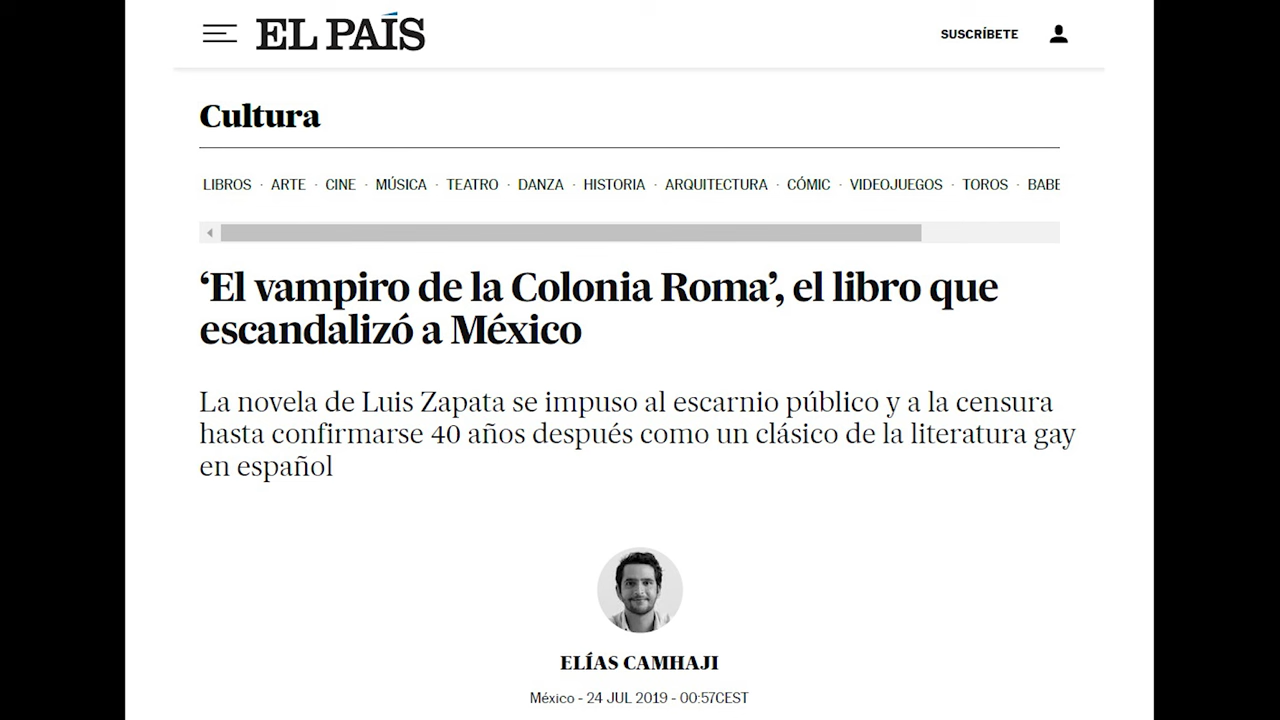 EL PAÍS
SUSCRÍBETE
Cultura
LIBROS · ARTE · CINE · MÚSICA · TEATRO · DANZA · HISTORIA · ARQUITECTURA · CÓMIC · VIDEOJUEGOS · TOROS · BABE
‘El vampiro de la Colonia Roma’, el libro que
escandalizó a México
La novela de Luis Zapata se impuso al escarnio público y a la censura
hasta confirmarse 40 años después como un clásico de la literatura gay
en español
ELÍAS CAMHAJI
México - 24 JUL 2019 - 00:57CEST